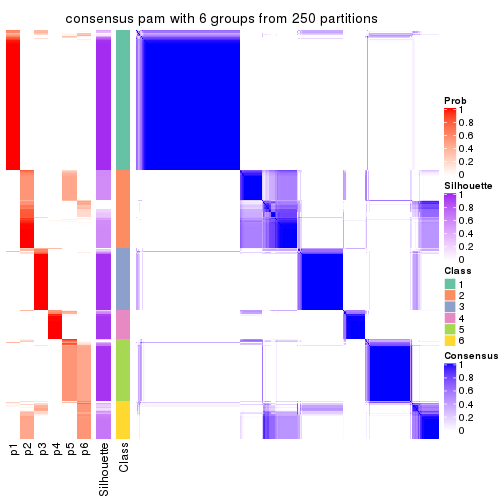 consensus pam with 6 groups from 250 partitions
Prob
1
0.8
0.6
0.4
0.2
0
Silhouette
1
0.8
0.6
0.4
0.2
0
Class
1
2
3
4
5
6
Consensus
1
0.8
0.6
0.4
0.2
0
p1
p2
p3
p4
p5
p6
Silhouette
Class